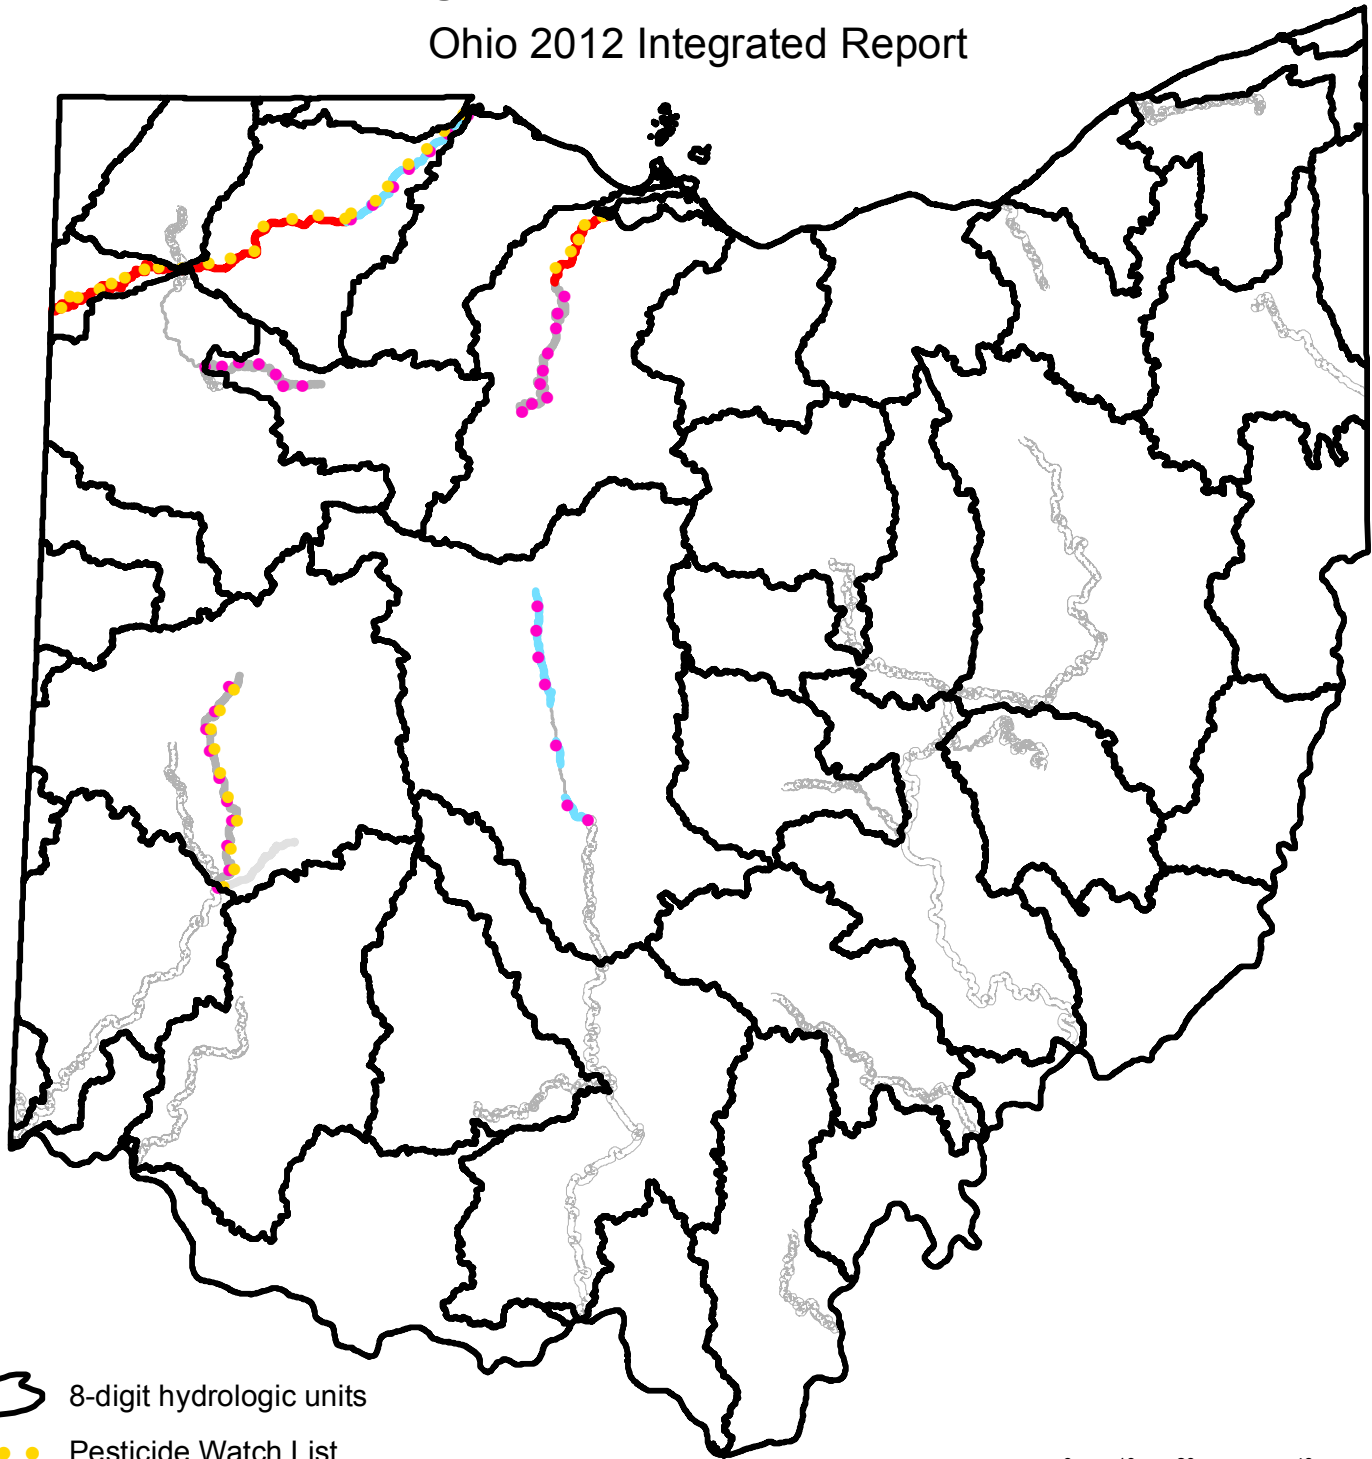 Ohio 2012 Integrated Report
8-digit hydrologic units
Pesticide Watch List